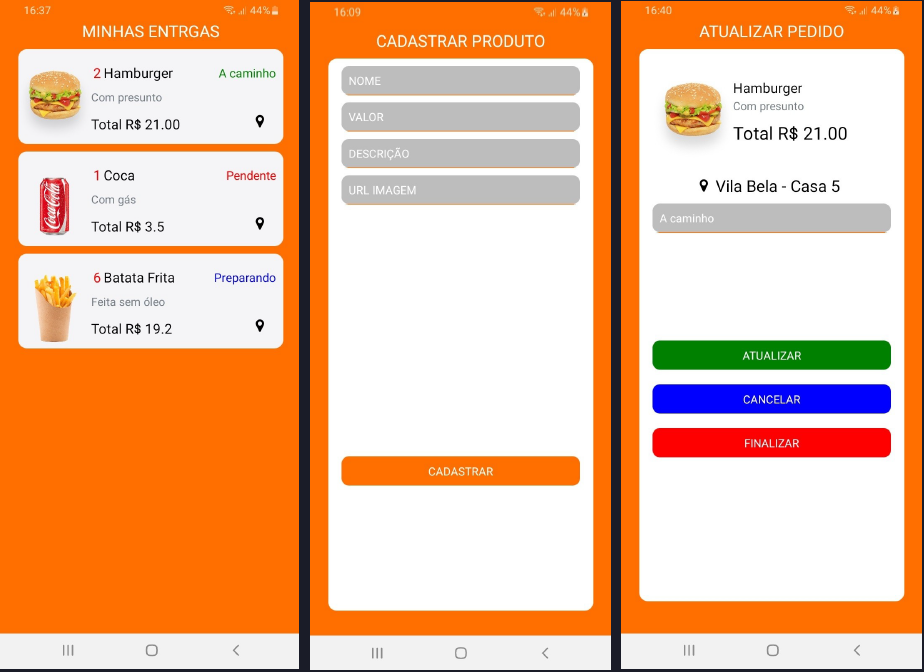 16:37 44%
MINHAS ENTRGAS
2 Hamburger A caminho
Com presunto
Total R$ 21.00
Coca-Cola
1 Coca Pendente
Com gás
Total R$ 3.5
6 Batata Frita Preparando
Feita sem óleo
Total R$ 19.2
16:09 44%
CADASTRAR PRODUTO
NOME
VALOR
DESCRIÇÃO
URL IMAGEM
CADASTRAR
16:40 44%
ATUALIZAR PEDIDO
Hamburger
Com presunto
Total R$ 21.00
Vila Bela - Casa 5
A caminho
ATUALIZAR
CANCELAR
FINALIZAR